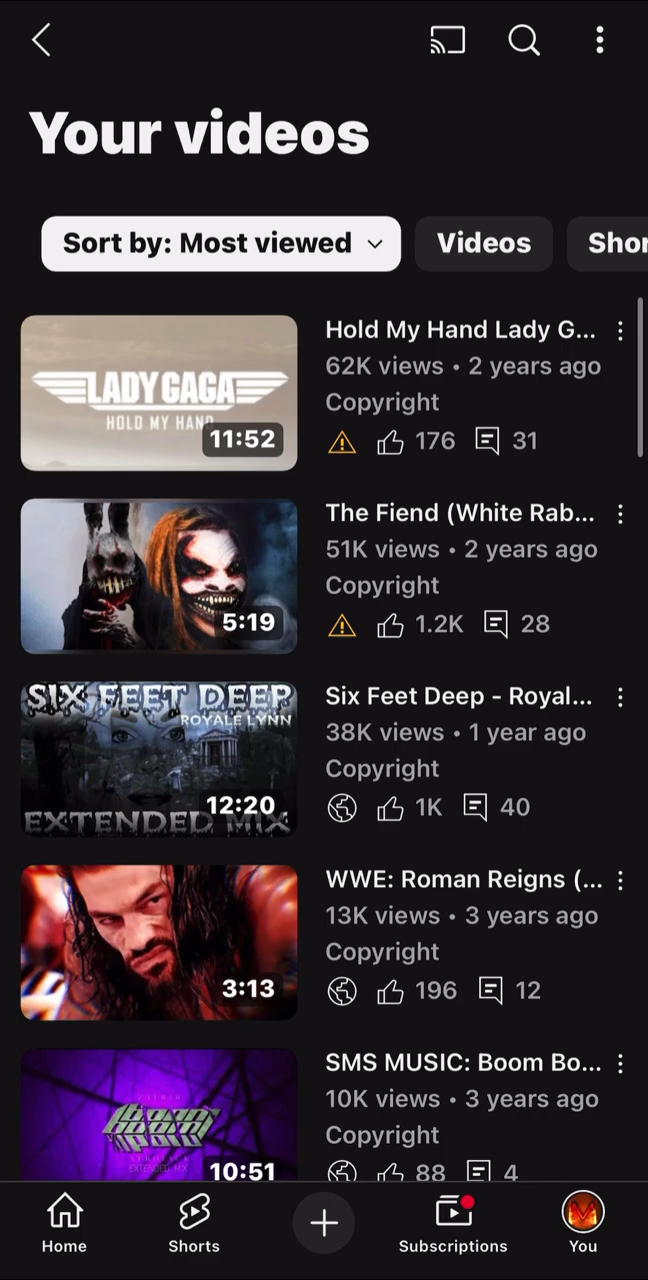 Your videos
Sort by: Most viewed
Videos
Shor
LADY GAGA
HOLD MY HAND
11:52
Hold My Hand Lady G...
62K views • 2 years ago
Copyright
176
31
5:19
The Fiend (White Rab...
51K views • 2 years ago
Copyright
1.2K
28
SIX FEET DEEP
ROYALE LYNN
EXTENDED MIX
12:20
Six Feet Deep - Royal...
38K views • 1 year ago
Copyright
1K
40
3:13
WWE: Roman Reigns (...
13K views • 3 years ago
Copyright
196
12
EXTENDED MIX
10:51
SMS MUSIC: Boom Bo...
10K views • 3 years ago
Copyright
88
4
Home
Shorts
Subscriptions
You